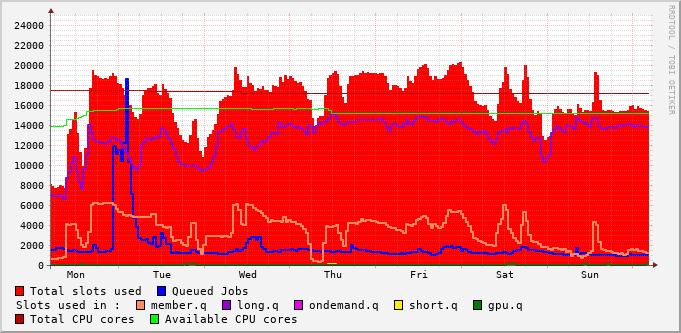 24000
22000
20000
18000
16000
14000
12000
10000
8000
6000
4000
2000
0
Mon Tue Wed Thu Fri Sat Sun
RRDTOOL / TOBI OETIKER
Total slots used Queued Jobs
Slots used in : member.q long.q ondemand.q short.q gpu.q
Total CPU cores Available CPU cores